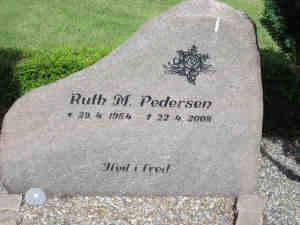 Ruth M. Pedersen
* 29. 4. 1954 † 22. 4. 2008
Hvil i fred